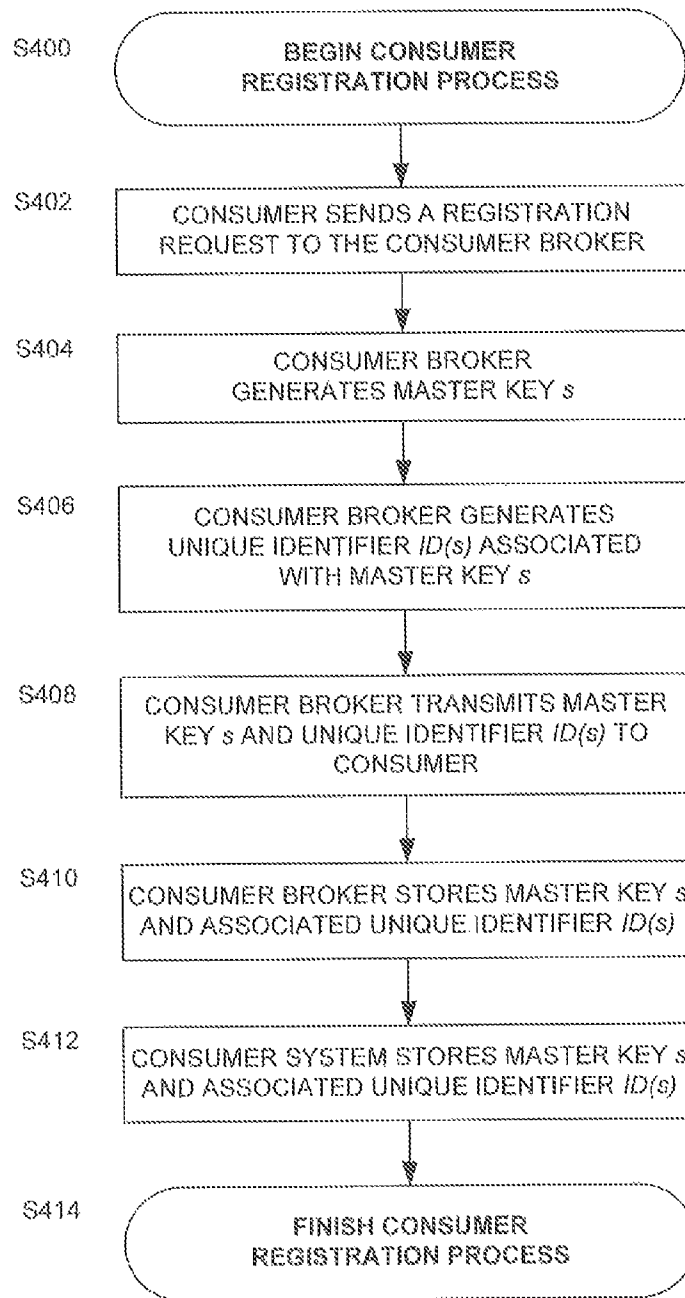 S400
BEGIN CONSUMER
REGISTRATION PROCESS
S402
CONSUMER SENDS A REGISTRATION
REQUEST TO THE CONSUMER BROKER
S404
CONSUMER BROKER
GENERATES MASTER KEY s
S406
CONSUMER BROKER GENERATES
UNIQUE IDENTIFIER ID(s) ASSOCIATED
WITH MASTER KEY s
S408
CONSUMER BROKER TRANSMITS MASTER
KEY s AND UNIQUE IDENTIFIER ID(s) TO
CONSUMER
S410
CONSUMER BROKER STORES MASTER KEY s
AND ASSOCIATED UNIQUE IDENTIFIER ID(s)
S412
CONSUMER SYSTEM STORES MASTER KEY s
AND ASSOCIATED UNIQUE IDENTIFIER ID(s)
S414
FINISH CONSUMER
REGISTRATION PROCESS